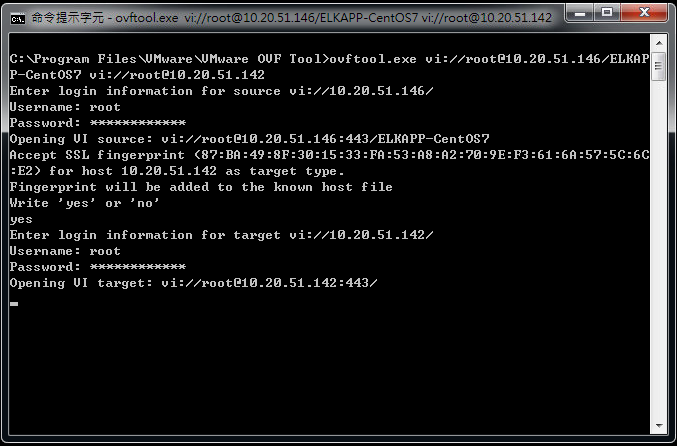 命令提示字元 - ovftool.exe vi://root@10.20.51.146/ELKAPP-CentOS7 vi://root@10.20.51.142
C:\Program Files\VMware\VMware OVF Tool>ovftool.exe vi://root@10.20.51.146/ELKAP
P-CentOS7 vi://root@10.20.51.142
Enter login information for source vi://10.20.51.146/
Username: root
Password: ************
Opening VI source: vi://root@10.20.51.146:443/ELKAPP-CentOS7
Accept SSL fingerprint (87:BA:49:8F:30:15:33:FA:53:A8:A2:70:9E:F3:61:6A:57:5C:6C
:E2) for host 10.20.51.142 as target type.
Fingerprint will be added to the known host file
Write 'yes' or 'no'
yes
Enter login information for target vi://10.20.51.142/
Username: root
Password: ************
Opening VI target: vi://root@10.20.51.142:443/